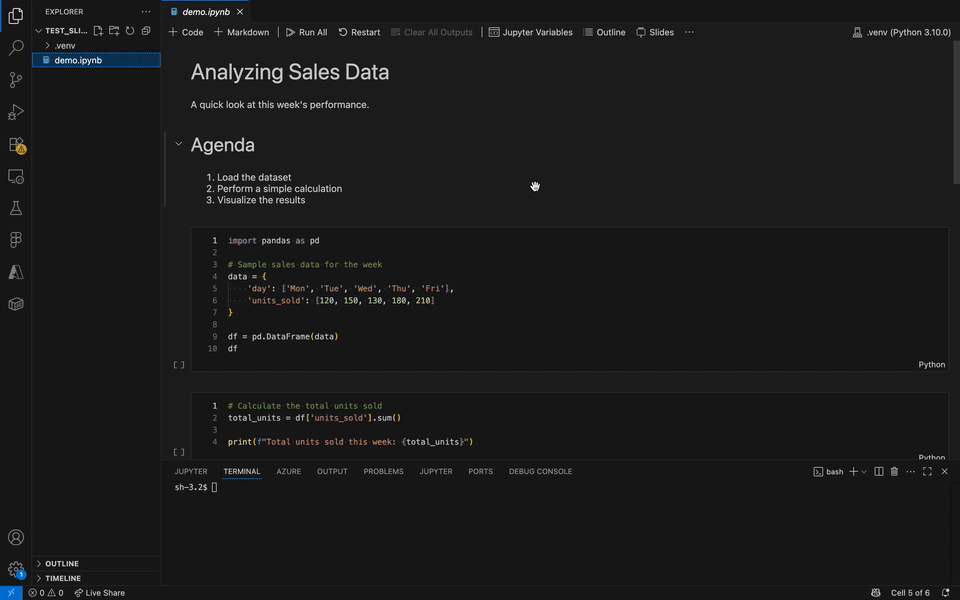 EXPLORER
demo.ipynb
TEST_SLI...
Code
Markdown
Run All
Restart
Clear All Outputs
Jupyter Variables
Outline
Slides
.venv (Python 3.10.0)
.venv
demo.ipynb
Analyzing Sales Data
A quick look at this week's performance.
Agenda
1. Load the dataset
2. Perform a simple calculation
3. Visualize the results
1 import pandas as pd
2
3 # Sample sales data for the week
4 data = {
5 'day': ['Mon', 'Tue', 'Wed', 'Thu', 'Fri'],
6 'units_sold': [120, 150, 130, 180, 210]
7 }
8
9 df = pd.DataFrame(data)
10 df
[ ]
Python
1 # Calculate the total units sold
2 total_units = df['units_sold'].sum()
3
4 print(f"Total units sold this week: {total_units}")
[ ]
Python
JUPYTER TERMINAL AZURE OUTPUT PROBLEMS JUPYTER PORTS DEBUG CONSOLE
bash
sh-3.2$
OUTLINE
TIMELINE
1
0 0 Live Share
Cell 5 of 6